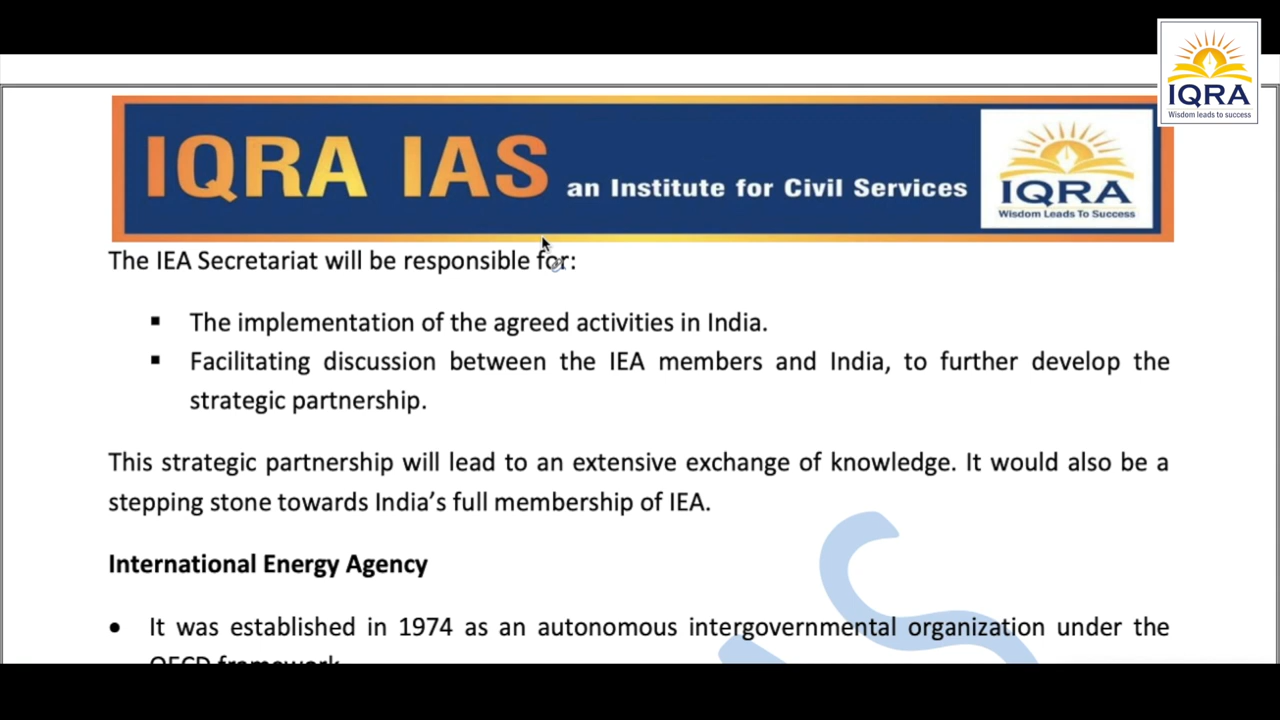 IQRA
Wisdom leads to success
IQRA IAS an Institute for Civil Services
IQRA
Wisdom Leads To Success
The IEA Secretariat will be responsible for:
▪ The implementation of the agreed activities in India.
▪ Facilitating discussion between the IEA members and India, to further develop the
strategic partnership.
This strategic partnership will lead to an extensive exchange of knowledge. It would also be a
stepping stone towards India’s full membership of IEA.
International Energy Agency
• It was established in 1974 as an autonomous intergovernmental organization under the
OECD framework